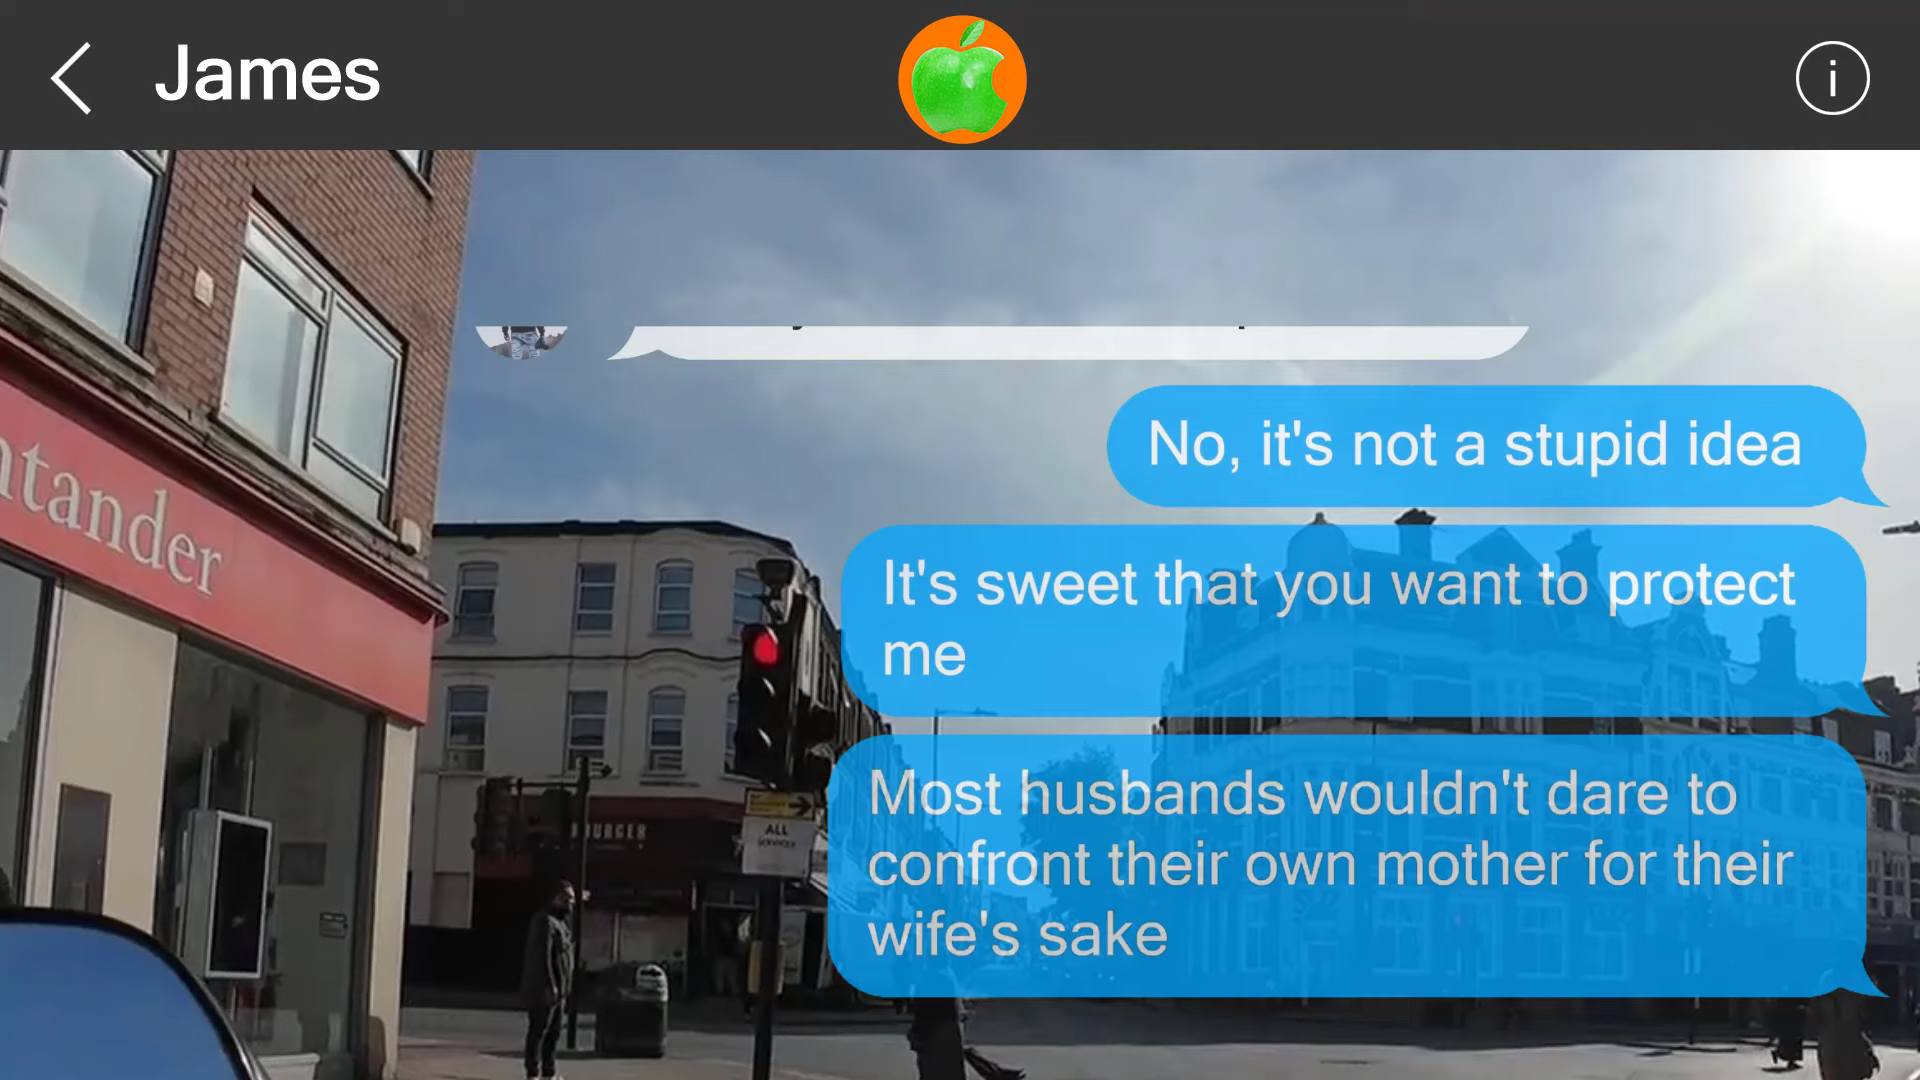 James
i
No, it's not a stupid idea
It's sweet that you want to protect
me
Most husbands wouldn't dare to
confront their own mother for their
wife's sake
ntander
BURGER
ALL